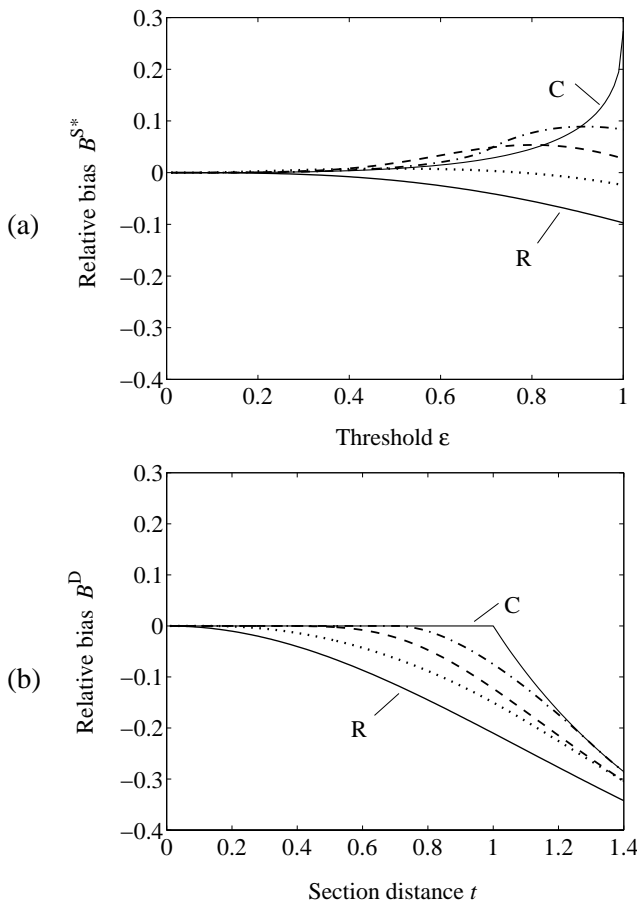 0.3
0.2
0.1
0
−0.1
−0.2
−0.3
−0.4
Relative bias B^S*
(a)
C
R
0 0.2 0.4 0.6 0.8 1
Threshold ε
0.3
0.2
0.1
0
−0.1
−0.2
−0.3
−0.4
Relative bias B^D
(b)
C
R
0 0.2 0.4 0.6 0.8 1 1.2 1.4
Section distance t